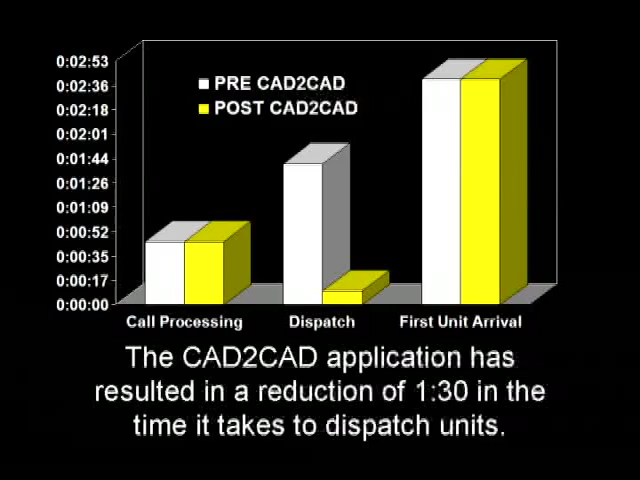 0:02:53
0:02:36
0:02:18
0:02:01
0:01:44
0:01:26
0:01:09
0:00:52
0:00:35
0:00:17
0:00:00
PRE CAD2CAD
POST CAD2CAD
Call Processing
Dispatch
First Unit Arrival
The CAD2CAD application has
resulted in a reduction of 1:30 in the
time it takes to dispatch units.